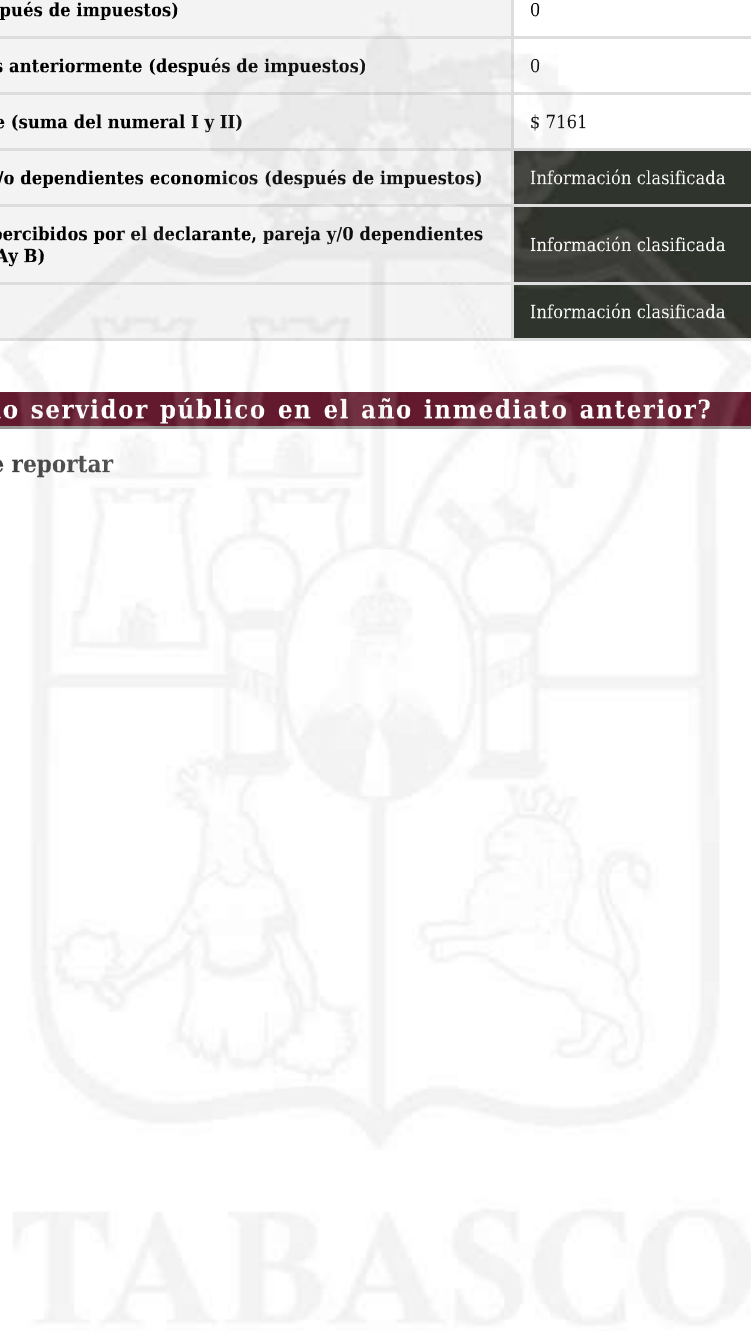 pués de impuestos)
0
s anteriormente (después de impuestos)
0
e (suma del numeral I y II)
$ 7161
/o dependientes economicos (después de impuestos)
Información clasificada
percibidos por el declarante, pareja y/0 dependientes
Ay B)
Información clasificada
Información clasificada
o servidor público en el año inmediato anterior?
e reportar
TABASCO